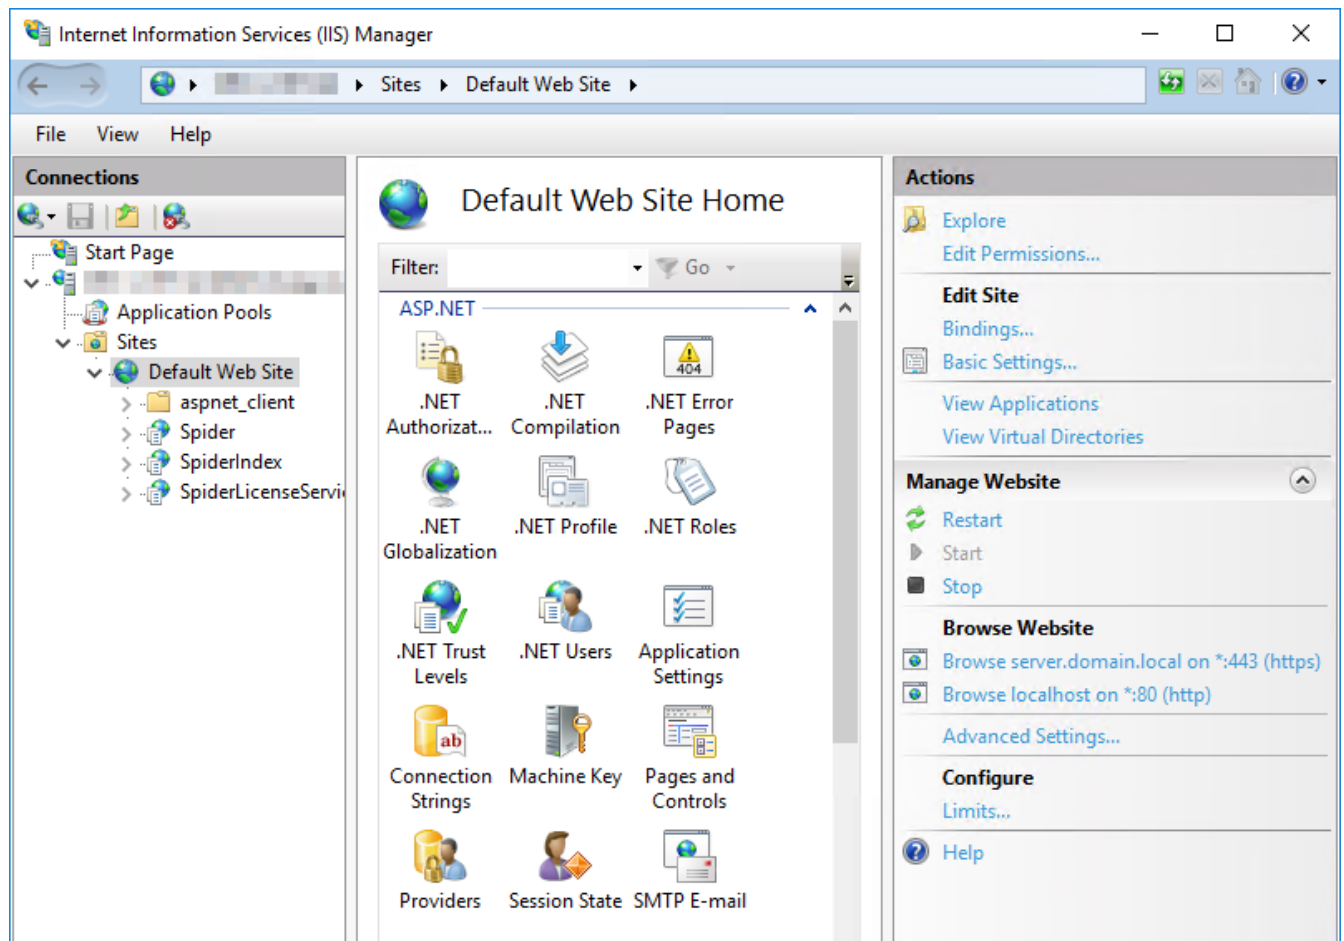 Internet Information Services (IIS) Manager
Sites
Default Web Site
File
View
Help
Connections
Start Page
Application Pools
Sites
Default Web Site
aspnet_client
Spider
SpiderIndex
SpiderLicenseServi
Default Web Site Home
Filter:
Go
ASP.NET
.NET
Authorizat...
.NET
Compilation
.NET Error
Pages
404
.NET
Globalization
.NET Profile
.NET Roles
.NET Trust
Levels
.NET Users
Application
Settings
ab
Connection
Strings
Machine Key
Pages and
Controls
Providers
Session State
SMTP E-mail
Actions
Explore
Edit Permissions...
Edit Site
Bindings...
Basic Settings...
View Applications
View Virtual Directories
Manage Website
Restart
Start
Stop
Browse Website
Browse server.domain.local on *:443 (https)
Browse localhost on *:80 (http)
Advanced Settings...
Configure
Limits...
Help